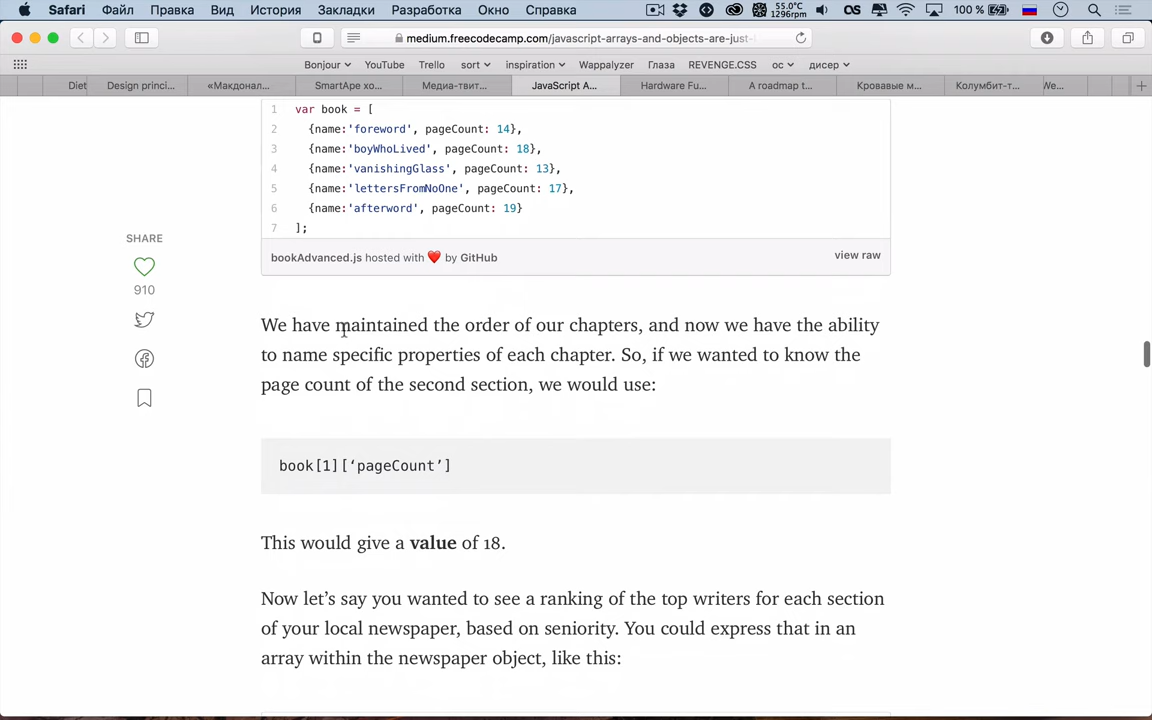 Safari Файл Правка Вид История Закладки Разработка Окно Справка 55.0°C 1296rpm 100 %
medium.freecodecamp.com/javascript-arrays-and-objects-are-just-
Bonjour YouTube Trello sort inspiration Wappalyzer Глаза REVENGE.CSS ос дисер
Diet Design princi... «Макдонал... SmartApe хо... Медиа-твит... JavaScript A... Hardware Fu... A roadmap t... Кровавые м... Колумбит-т... We...
1 var book = [
2 {name:'foreword', pageCount: 14},
3 {name:'boyWhoLived', pageCount: 18},
4 {name:'vanishingGlass', pageCount: 13},
5 {name:'lettersFromNoOne', pageCount: 17},
6 {name:'afterword', pageCount: 19}
7 ];
bookAdvanced.js hosted with ❤ by GitHub view raw
SHARE
910
We have maintained the order of our chapters, and now we have the ability
to name specific properties of each chapter. So, if we wanted to know the
page count of the second section, we would use:
book[1][‘pageCount’]
This would give a value of 18.
Now let’s say you wanted to see a ranking of the top writers for each section
of your local newspaper, based on seniority. You could express that in an
array within the newspaper object, like this: